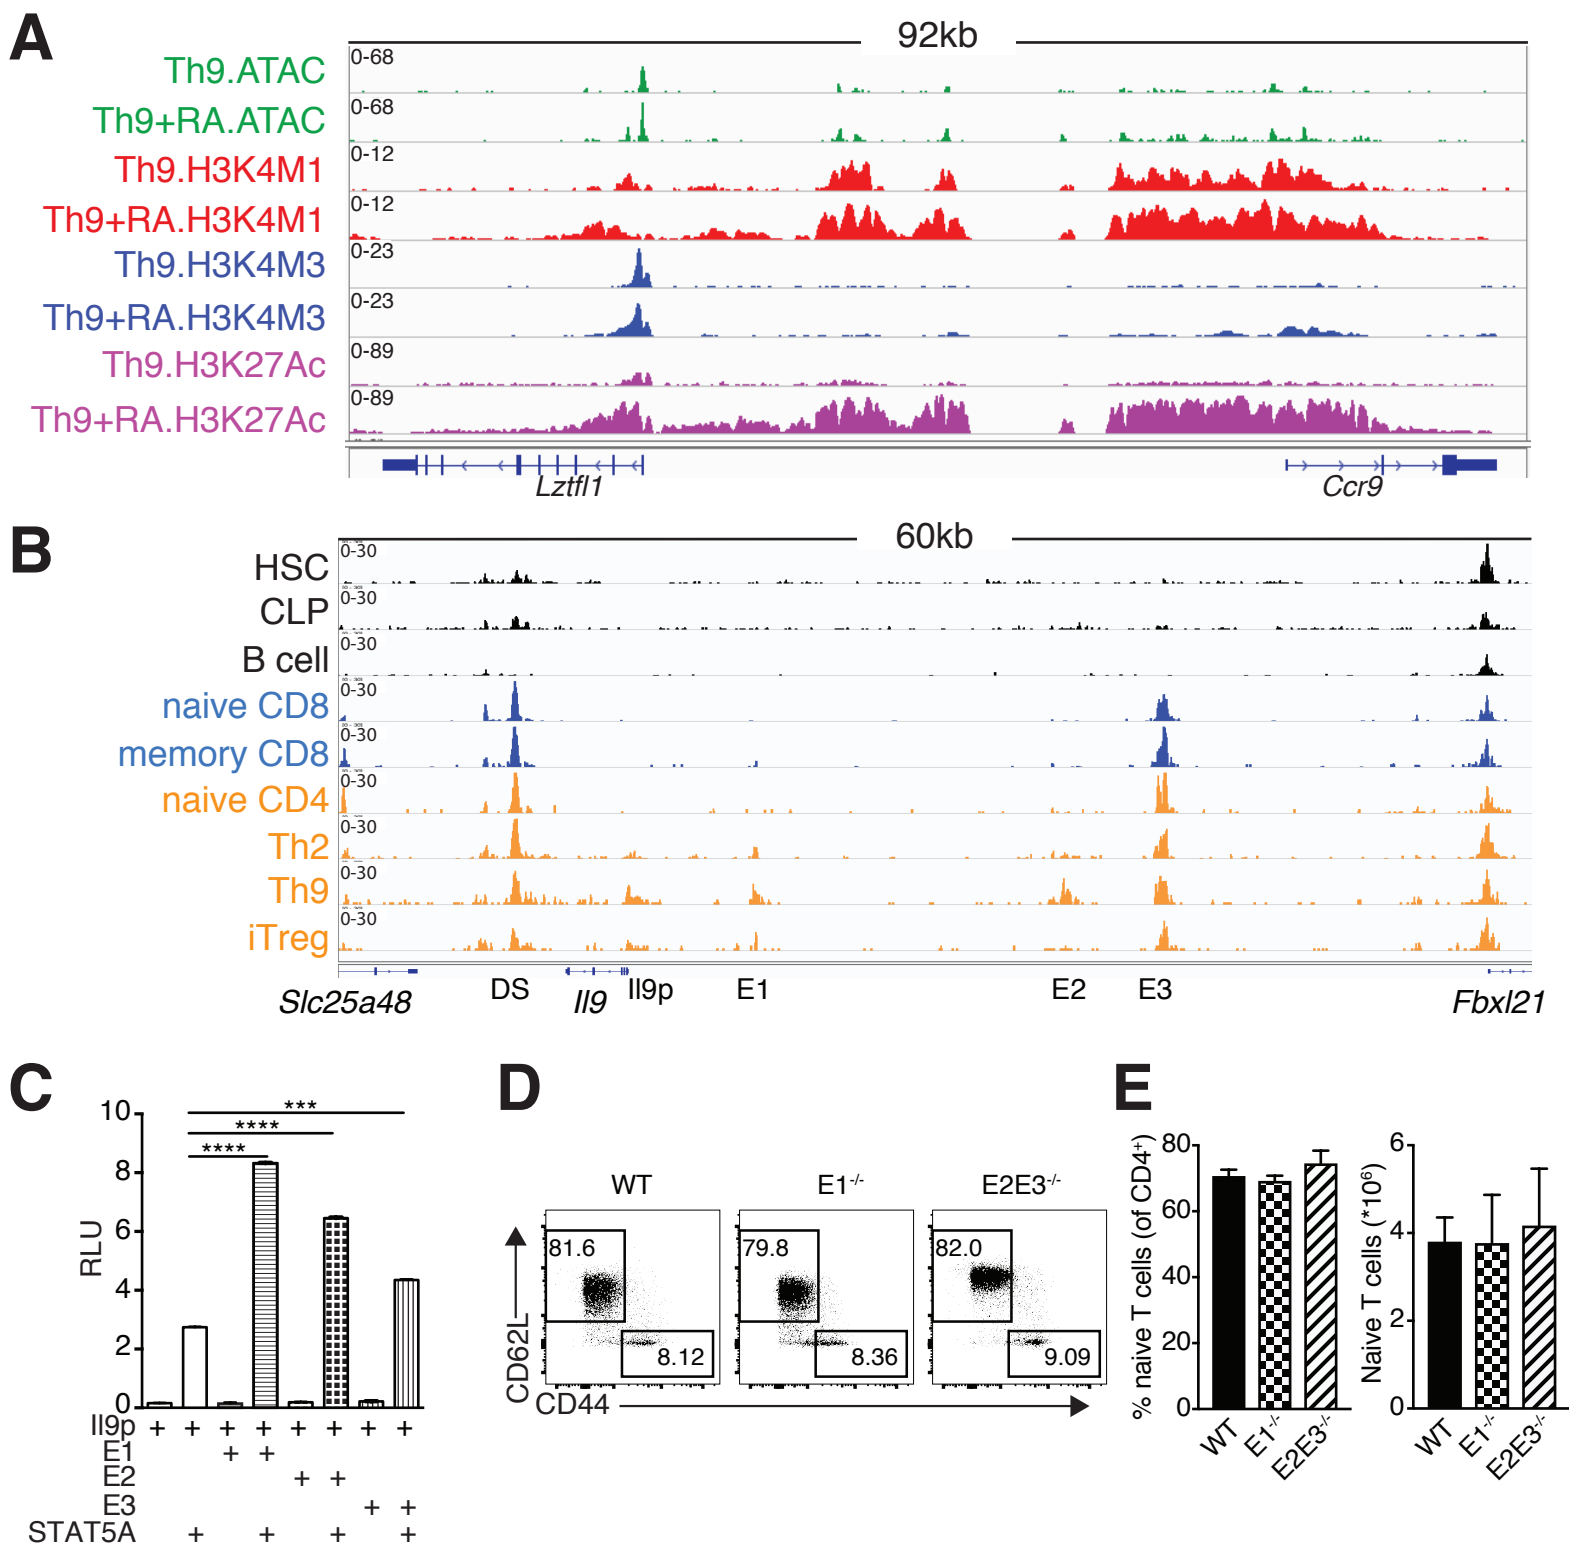 A
92kb
Th9.ATAC
0-68
Th9+RA.ATAC
0-68
Th9.H3K4M1
0-12
Th9+RA.H3K4M1
0-12
Th9.H3K4M3
0-23
Th9+RA.H3K4M3
0-23
Th9.H3K27Ac
0-89
Th9+RA.H3K27Ac
0-89
Lztfl1
Ccr9
B
60kb
HSC
0-30
CLP
0-30
B cell
0-30
naive CD8
0-30
memory CD8
0-30
naive CD4
0-30
Th2
0-30
Th9
0-30
iTreg
0-30
Slc25a48
DS
Il9
Il9p
E1
E2
E3
Fbxl21
C
RLU
10
8
6
4
2
0
***
****
****
Il9p + + + + + + + +
E1 + +
E2 + +
E3 + +
STAT5A + + + +
D
WT
E1-/-
E2E3-/-
81.6
79.8
82.0
8.12
8.36
9.09
CD62L
CD44
E
% naive T cells (of CD4+)
80
60
40
20
0
WT
E1-/-
E2E3-/-
Naive T cells (*10⁶)
6
4
2
0
WT
E1-/-
E2E3-/-